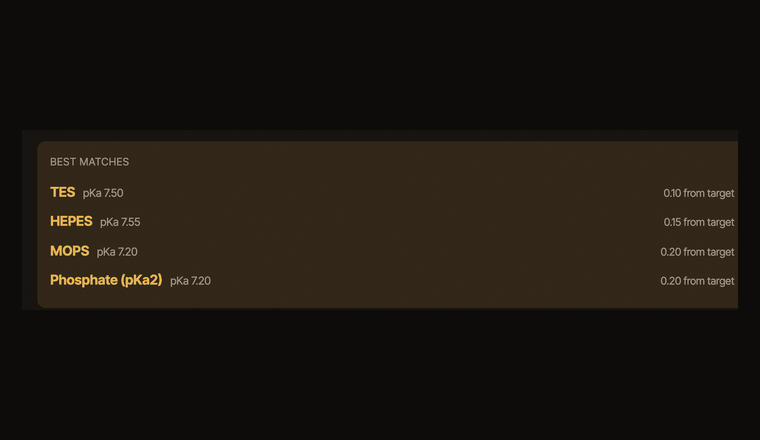 BEST MATCHES
TES pKa 7.50 0.10 from target
HEPES pKa 7.55 0.15 from target
MOPS pKa 7.20 0.20 from target
Phosphate (pKa2) pKa 7.20 0.20 from target